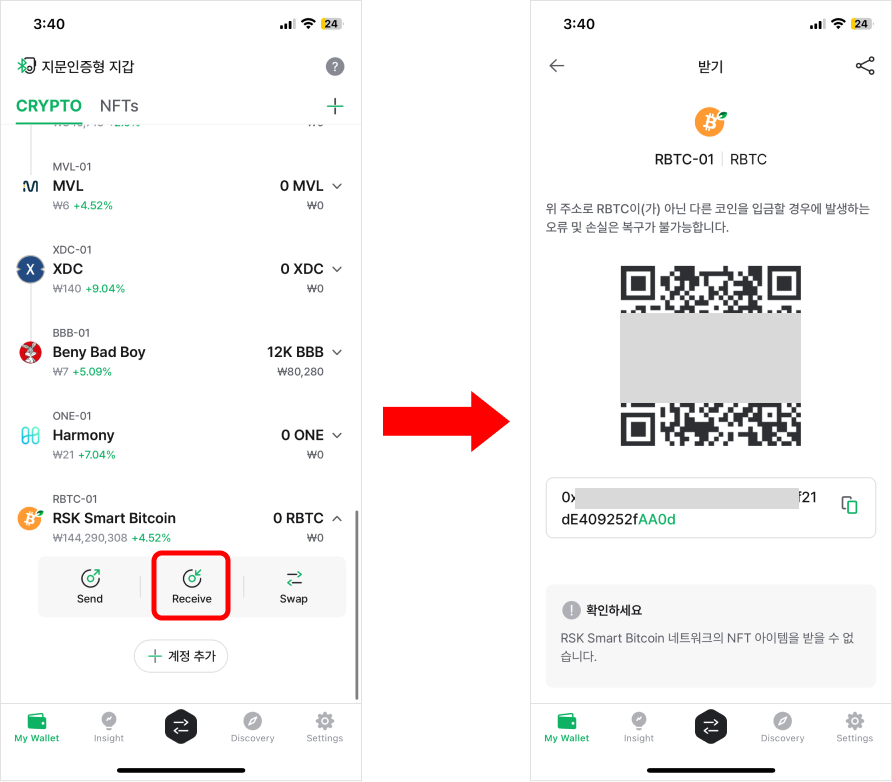 3:40
24
지문인증형 지갑
?
CRYPTO NFTs
MVL-01
MVL
0 MVL
₩6 +4.52%
₩0
XDC-01
X
XDC
0 XDC
₩140 +9.04%
₩0
BBB-01
Beny Bad Boy
12K BBB
₩7 +5.09%
₩80,280
ONE-01
Harmony
0 ONE
₩21 +7.04%
₩0
RBTC-01
RSK Smart Bitcoin
0 RBTC
₩144,290,308 +4.52%
₩0
Send
Receive
Swap
계정 추가
My Wallet
Insight
Discovery
Settings
3:40
24
받기
RBTC-01 RBTC
위 주소로 RBTC이(가) 아닌 다른 코인을 입금할 경우에 발생하는
오류 및 손실은 복구가 불가능합니다.
0x
f21
dE409252fAA0d
확인하세요
RSK Smart Bitcoin 네트워크의 NFT 아이템을 받을 수 없
습니다.
My Wallet
Insight
Discovery
Settings